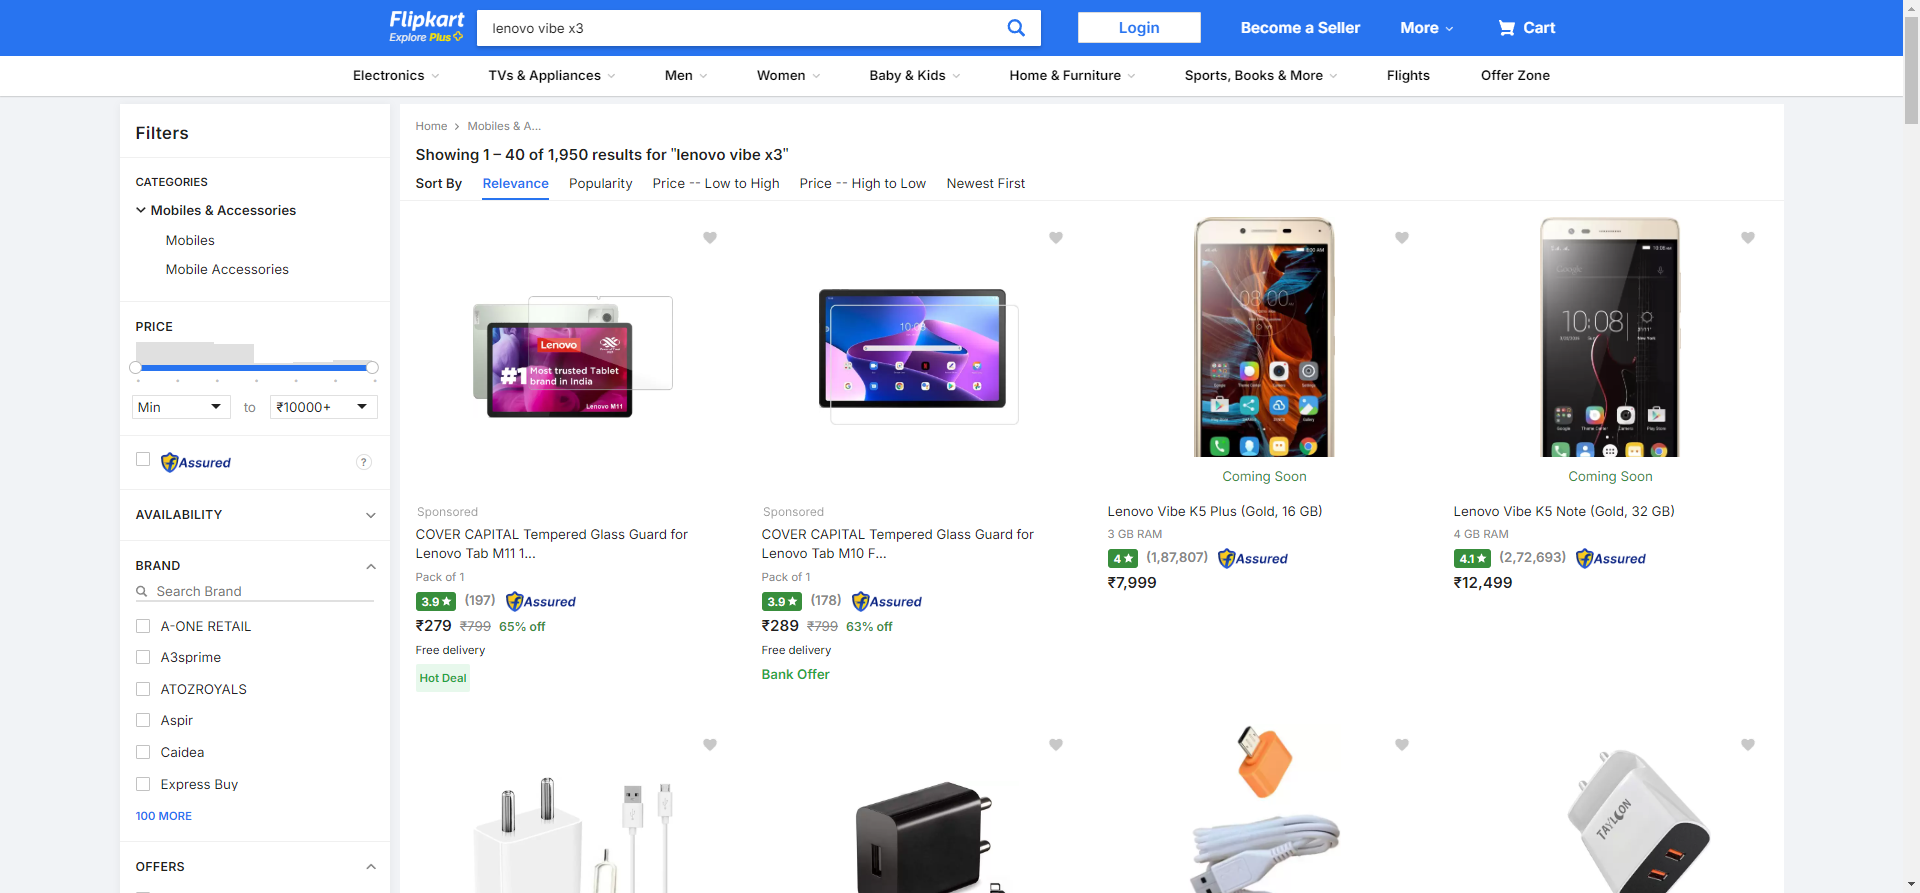 Flipkart
Explore Plus
lenovo vibe x3
Login
Become a Seller
More
Cart
Electronics
TVs & Appliances
Men
Women
Baby & Kids
Home & Furniture
Sports, Books & More
Flights
Offer Zone
Filters
CATEGORIES
Mobiles & Accessories
Mobiles
Mobile Accessories
PRICE
Min
to
₹10000+
Assured
?
AVAILABILITY
BRAND
Search Brand
A-ONE RETAIL
A3sprime
ATOZROYALS
Aspir
Caidea
Express Buy
100 MORE
OFFERS
Home
Mobiles & A...
Showing 1 – 40 of 1,950 results for "lenovo vibe x3"
Sort By
Relevance
Popularity
Price -- Low to High
Price -- High to Low
Newest First
Lenovo
#1 Most trusted Tablet
brand in India
Lenovo M11
Sponsored
COVER CAPITAL Tempered Glass Guard for
Lenovo Tab M11 1...
Pack of 1
3.9
(197)
Assured
₹279 ₹799 65% off
Free delivery
Hot Deal
10:09
Sponsored
COVER CAPITAL Tempered Glass Guard for
Lenovo Tab M10 F...
Pack of 1
3.9
(178)
Assured
₹289 ₹799 63% off
Free delivery
Bank Offer
08:00
Coming Soon
Lenovo Vibe K5 Plus (Gold, 16 GB)
3 GB RAM
4
(1,87,807)
Assured
₹7,999
Google
10:08
Coming Soon
Lenovo Vibe K5 Note (Gold, 32 GB)
4 GB RAM
4.1
(2,72,693)
Assured
₹12,499
TAYLOON